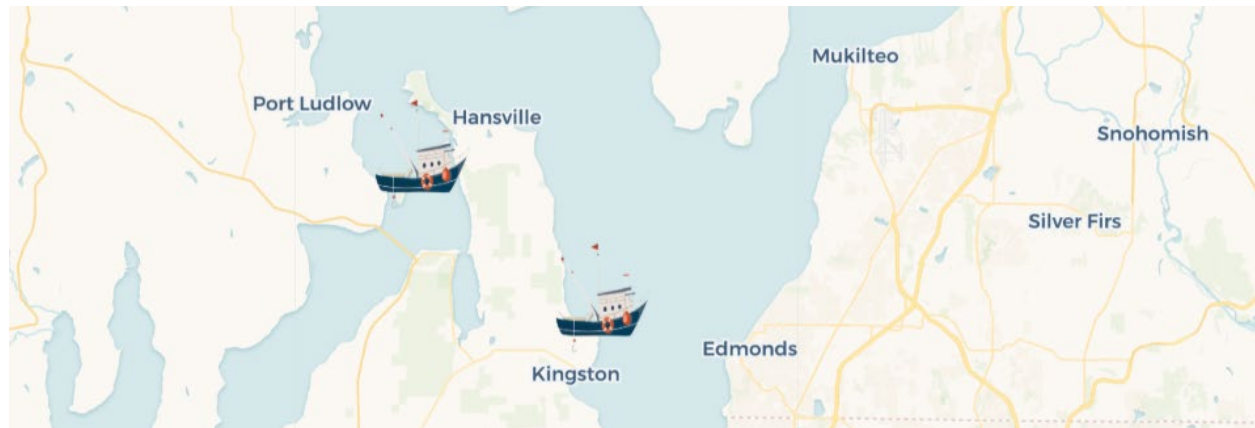 Mukilteo
Port Ludlow
Hansville
Snohomish
Silver Firs
Edmonds
Kingston